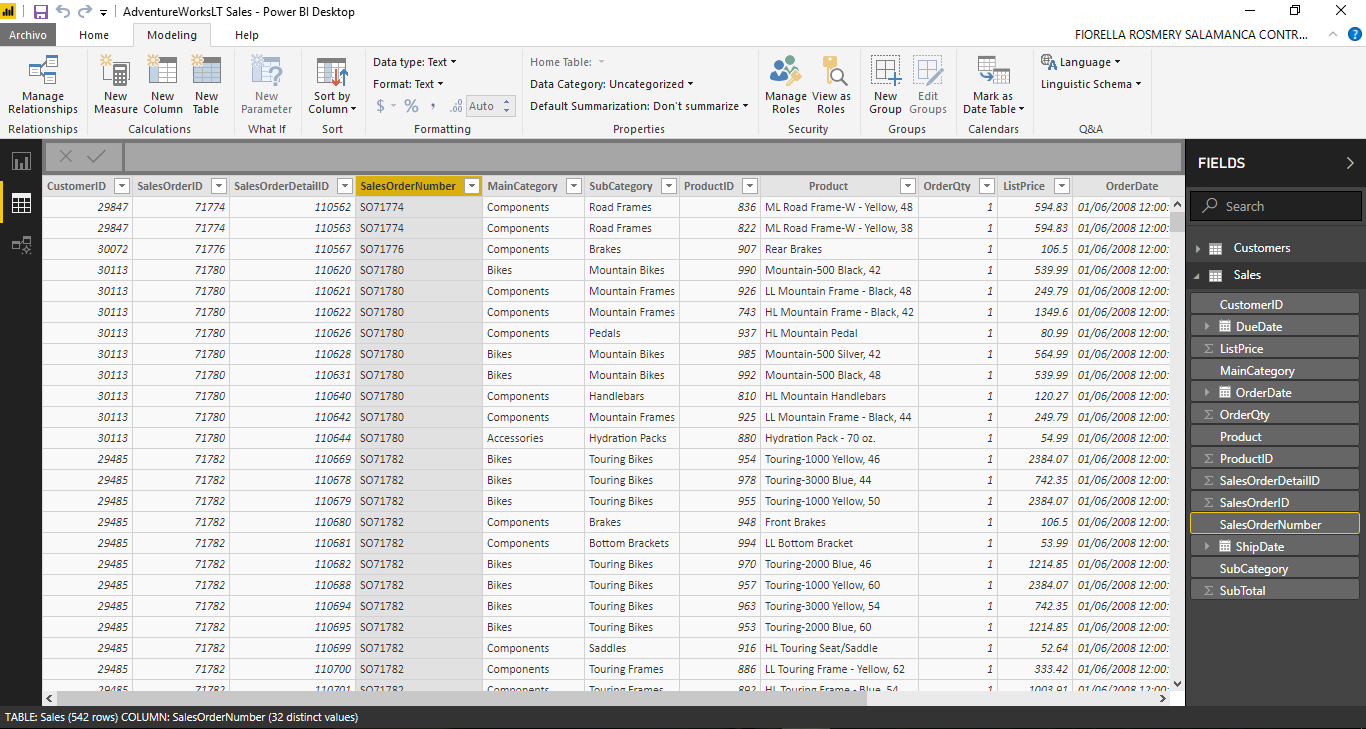 AdventureWorksLT Sales - Power BI Desktop
Archivo Home Modeling Help FIORELLA ROSMERY SALAMANCA CONTR...
Manage Relationships
New Measure
New Column
New Table
New Parameter
Sort by Column
Data type: Text
Format: Text
$ % , .00 Auto
Home Table:
Data Category: Uncategorized
Default Summarization: Don't summarize
Manage Roles
View as Roles
New Group
Edit Groups
Mark as Date Table
Language
Linguistic Schema
Relationships Calculations What If Sort Formatting Properties Security Groups Calendars Q&A
CustomerID SalesOrderID SalesOrderDetailID SalesOrderNumber MainCategory SubCategory ProductID Product OrderQty ListPrice OrderDate
29847 71774 110562 SO71774 Components Road Frames 836 ML Road Frame-W - Yellow, 48 1 594.83 01/06/2008 12:00:
29847 71774 110563 SO71774 Components Road Frames 822 ML Road Frame-W - Yellow, 38 1 594.83 01/06/2008 12:00:
30072 71776 110567 SO71776 Components Brakes 907 Rear Brakes 1 106.5 01/06/2008 12:00:
30113 71780 110620 SO71780 Bikes Mountain Bikes 990 Mountain-500 Black, 42 1 539.99 01/06/2008 12:00:
30113 71780 110621 SO71780 Components Mountain Frames 926 LL Mountain Frame - Black, 48 1 249.79 01/06/2008 12:00:
30113 71780 110622 SO71780 Components Mountain Frames 743 HL Mountain Frame - Black, 42 1 1349.6 01/06/2008 12:00:
30113 71780 110626 SO71780 Components Pedals 937 HL Mountain Pedal 1 80.99 01/06/2008 12:00:
30113 71780 110628 SO71780 Bikes Mountain Bikes 985 Mountain-500 Silver, 42 1 564.99 01/06/2008 12:00:
30113 71780 110631 SO71780 Bikes Mountain Bikes 992 Mountain-500 Black, 48 1 539.99 01/06/2008 12:00:
30113 71780 110640 SO71780 Components Handlebars 810 HL Mountain Handlebars 1 120.27 01/06/2008 12:00:
30113 71780 110642 SO71780 Components Mountain Frames 925 LL Mountain Frame - Black, 44 1 249.79 01/06/2008 12:00:
30113 71780 110644 SO71780 Accessories Hydration Packs 880 Hydration Pack - 70 oz. 1 54.99 01/06/2008 12:00:
29485 71782 110669 SO71782 Bikes Touring Bikes 954 Touring-1000 Yellow, 46 1 2384.07 01/06/2008 12:00:
29485 71782 110678 SO71782 Bikes Touring Bikes 978 Touring-3000 Blue, 44 1 742.35 01/06/2008 12:00:
29485 71782 110679 SO71782 Bikes Touring Bikes 955 Touring-1000 Yellow, 50 1 2384.07 01/06/2008 12:00:
29485 71782 110680 SO71782 Components Brakes 948 Front Brakes 1 106.5 01/06/2008 12:00:
29485 71782 110681 SO71782 Components Bottom Brackets 994 LL Bottom Bracket 1 53.99 01/06/2008 12:00:
29485 71782 110682 SO71782 Bikes Touring Bikes 970 Touring-2000 Blue, 46 1 1214.85 01/06/2008 12:00:
29485 71782 110688 SO71782 Bikes Touring Bikes 957 Touring-1000 Yellow, 60 1 2384.07 01/06/2008 12:00:
29485 71782 110694 SO71782 Bikes Touring Bikes 963 Touring-3000 Yellow, 54 1 742.35 01/06/2008 12:00:
29485 71782 110695 SO71782 Bikes Touring Bikes 953 Touring-2000 Blue, 60 1 1214.85 01/06/2008 12:00:
29485 71782 110699 SO71782 Components Saddles 916 HL Touring Seat/Saddle 1 52.64 01/06/2008 12:00:
29485 71782 110700 SO71782 Components Touring Frames 886 LL Touring Frame - Yellow, 62 1 333.42 01/06/2008 12:00:
29485 71782 110701 SO71782 Components Touring Frames 892 HL Touring Frame - Blue, 54 1 1003.91 01/06/2008 12:00:
FIELDS
Search
Customers
Sales
CustomerID
DueDate
Σ ListPrice
MainCategory
OrderDate
Σ OrderQty
Product
Σ ProductID
Σ SalesOrderDetailID
Σ SalesOrderID
SalesOrderNumber
ShipDate
SubCategory
Σ SubTotal
TABLE: Sales (542 rows) COLUMN: SalesOrderNumber (32 distinct values)